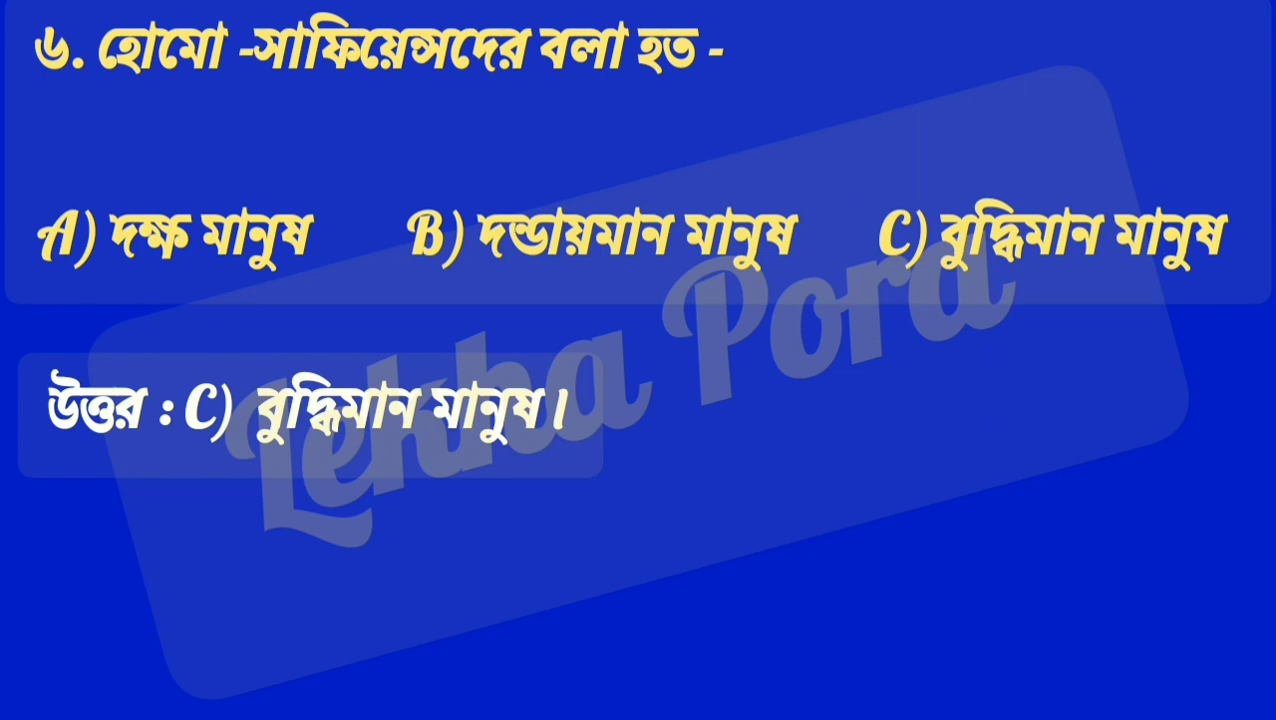 ৬. হোমো -সাফিয়েন্সদের বলা হত -
A) দক্ষ মানুষ B) দন্ডায়মান মানুষ C) বুদ্ধিমান মানুষ
উত্তর : C) বুদ্ধিমান মানুষ।
Lekha Pora